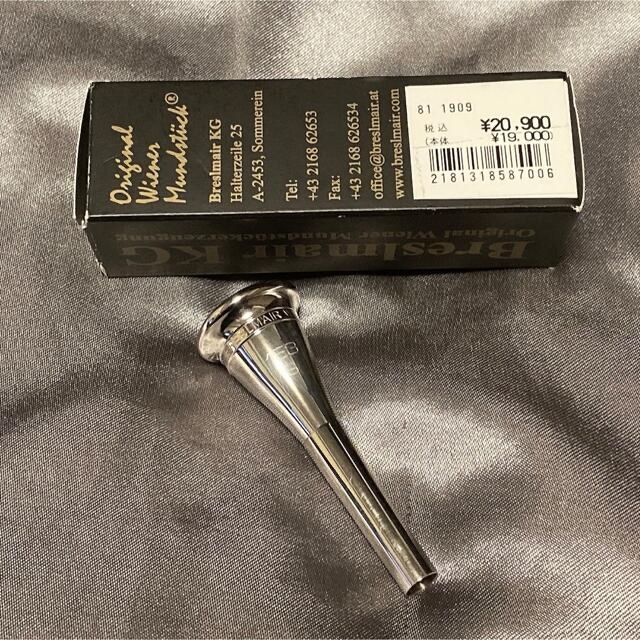 Original
Wiener
Mundstück®
Breslmair KG
Halterzeile 25
A-2453, Sommerein
Tel:
+43 2168 62653
Fax:
+43 2168 626534
office@breslmair.at
www.breslmair.com
81 1909
税込 ¥20,900
(本体 ¥19,000)
2181318587006
Breslmair KG
Original Wiener Mundstückerzeugung
LMAIR